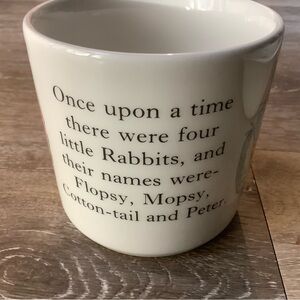 Once upon a time
there were four
little Rabbits, and
their names were-
Flopsy, Mopsy,
Cotton-tail and Peter.